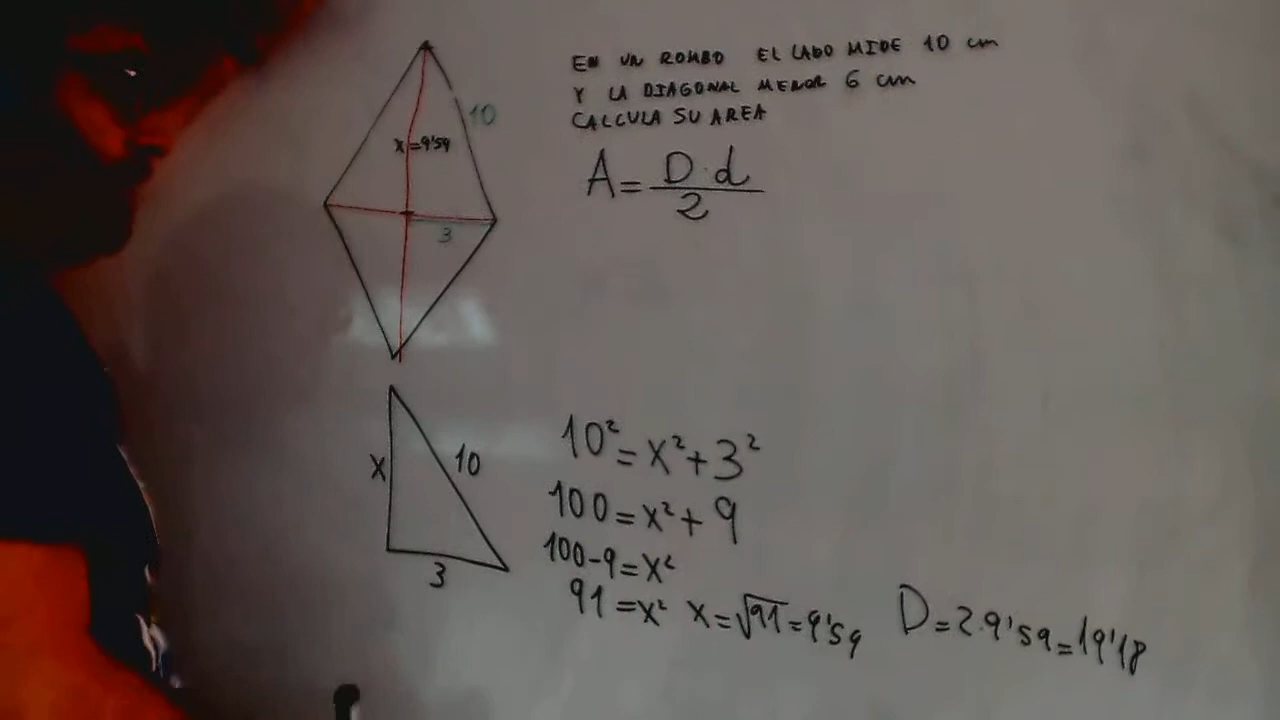 EN UN ROMBO EL LADO MIDE 10 cm
Y LA DIAGONAL MENOR 6 cm
CALCULA SU AREA
A = D·d / 2
10
x=9'59
3
x
10
3
10² = x² + 3²
100 = x² + 9
100-9 = x²
91 = x² x = √91 = 9'59 D = 2·9'59 = 19'18